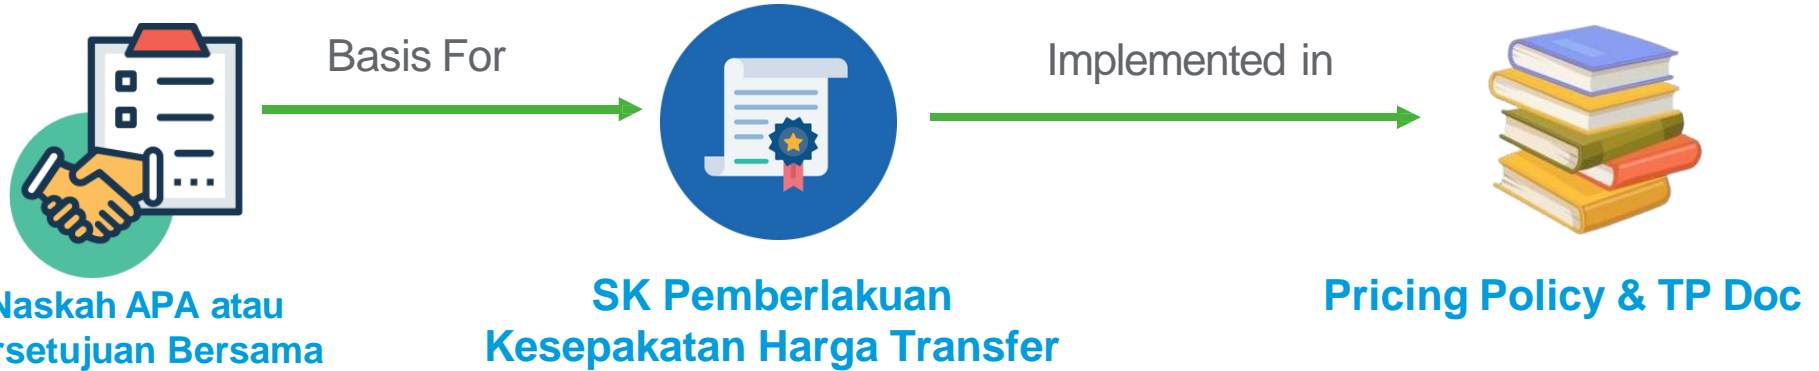 Basis For
Implemented in
Naskah APA atau
rsetujuan Bersama
SK Pemberlakuan
Kesepakatan Harga Transfer
Pricing Policy & TP Doc